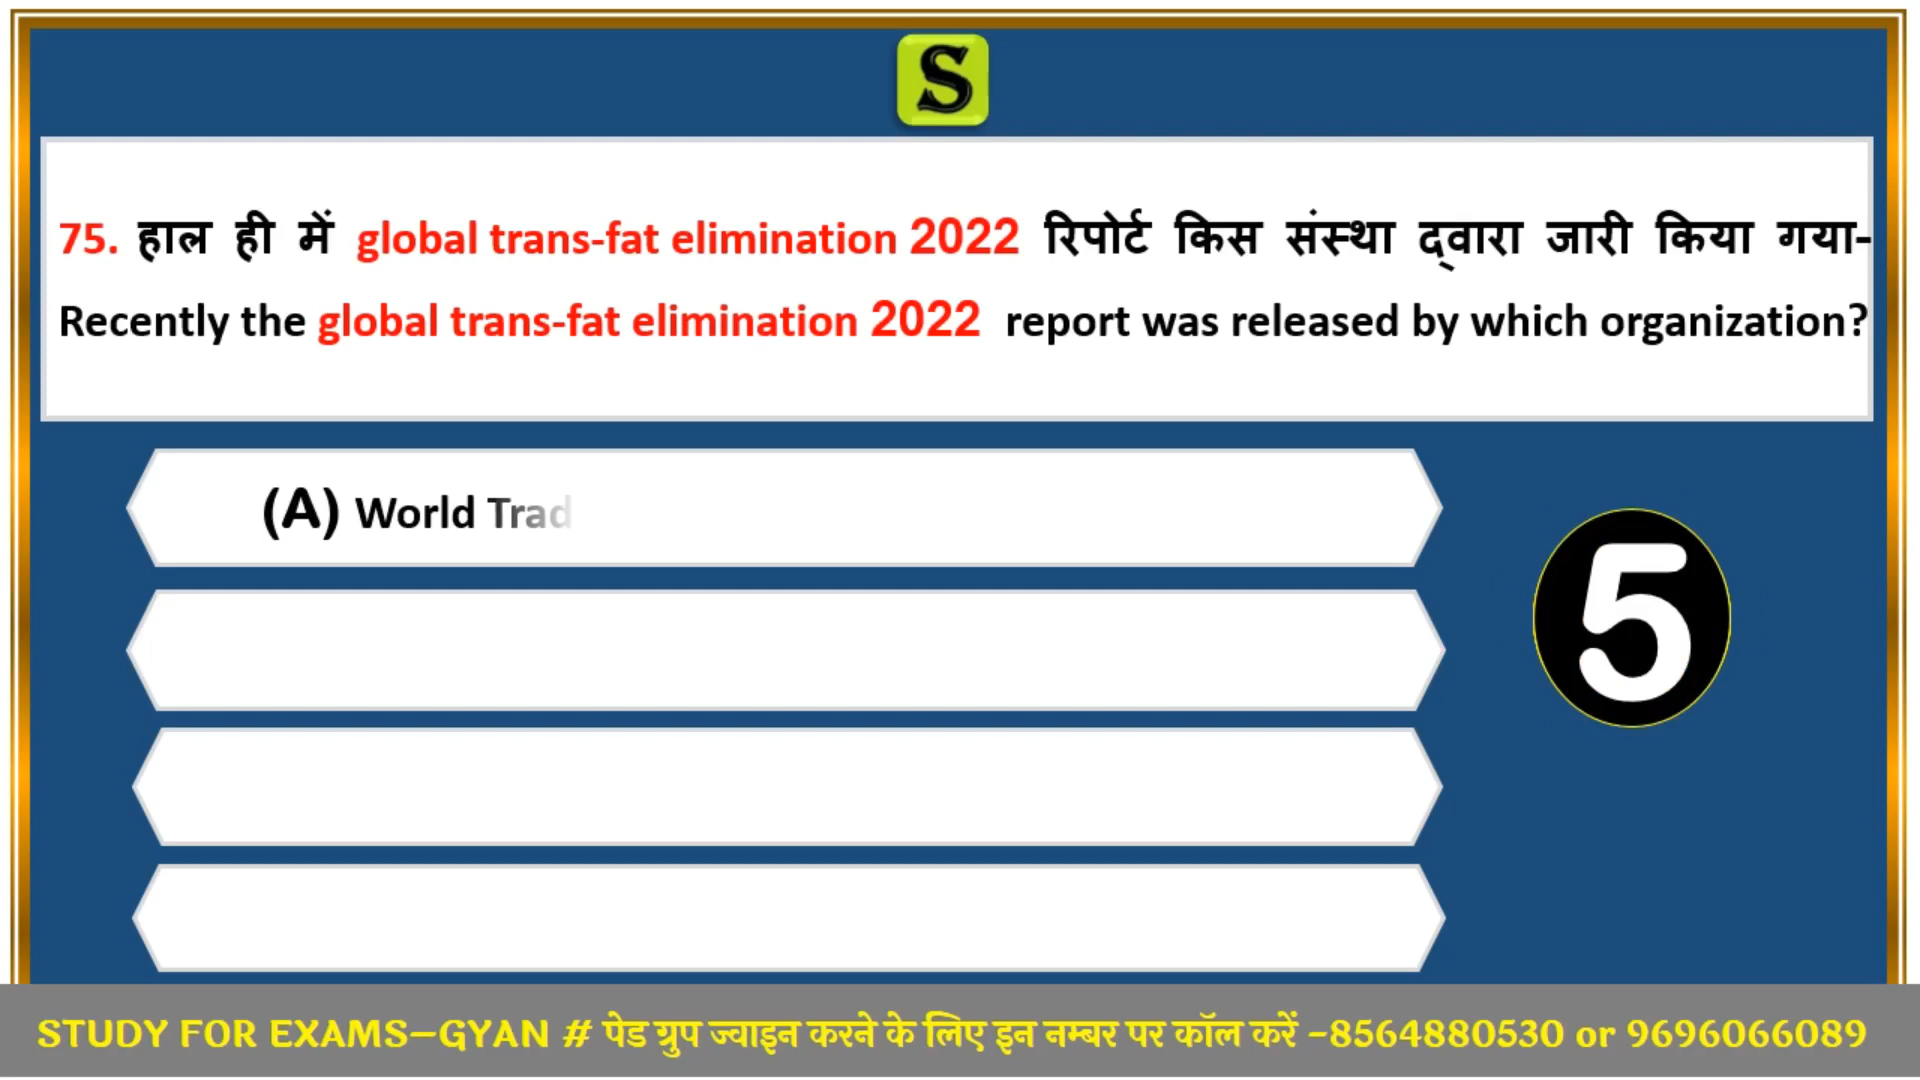 S
75. हाल ही में global trans-fat elimination 2022 रिपोर्ट किस संस्था द्वारा जारी किया गया-
Recently the global trans-fat elimination 2022 report was released by which organization?
(A) World Trad
5
STUDY FOR EXAMS–GYAN # पेड ग्रुप ज्वाइन करने के लिए इन नम्बर पर कॉल करें -8564880530 or 9696066089